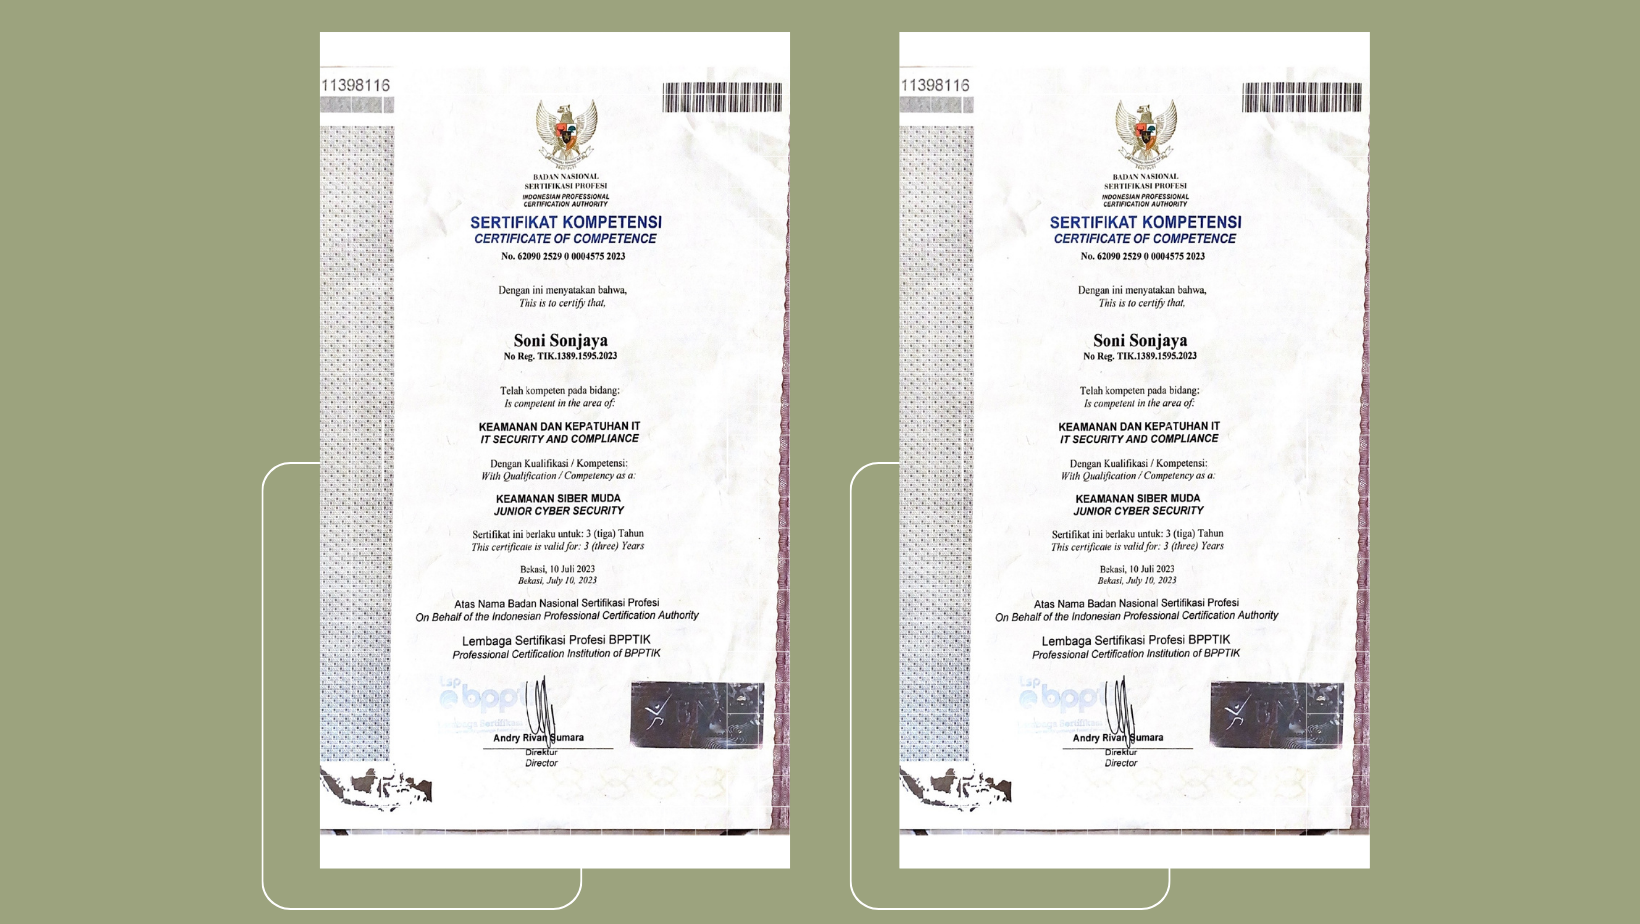 11398116
BADAN NASIONAL
SERTIFIKASI PROFESI
INDONESIAN PROFESSIONAL
CERTIFICATION AUTHORITY
SERTIFIKAT KOMPETENSI
CERTIFICATE OF COMPETENCE
No. 62090 2529 0 0004575 2023
Dengan ini menyatakan bahwa,
This is to certify that,
Soni Sonjaya
No Reg. TIK.1389.1595.2023
Telah kompeten pada bidang:
Is competent in the area of:
KEAMANAN DAN KEPATUHAN IT
IT SECURITY AND COMPLIANCE
Dengan Kualifikasi / Kompetensi:
With Qualification / Competency as a:
KEAMANAN SIBER MUDA
JUNIOR CYBER SECURITY
Sertifikat ini berlaku untuk: 3 (tiga) Tahun
This certificate is valid for: 3 (three) Years
Bekasi, 10 Juli 2023
Bekasi, July 10, 2023
Atas Nama Badan Nasional Sertifikasi Profesi
On Behalf of the Indonesian Professional Certification Authority
Lembaga Sertifikasi Profesi BPPTIK
Professional Certification Institution of BPPTIK
Lsp
bppt
Lembaga Sertifikasi
Andry Rivan Sumara
Direktur
Director
11398116
BADAN NASIONAL
SERTIFIKASI PROFESI
INDONESIAN PROFESSIONAL
CERTIFICATION AUTHORITY
SERTIFIKAT KOMPETENSI
CERTIFICATE OF COMPETENCE
No. 62090 2529 0 0004575 2023
Dengan ini menyatakan bahwa,
This is to certify that,
Soni Sonjaya
No Reg. TIK.1389.1595.2023
Telah kompeten pada bidang:
Is competent in the area of:
KEAMANAN DAN KEPATUHAN IT
IT SECURITY AND COMPLIANCE
Dengan Kualifikasi / Kompetensi:
With Qualification / Competency as a:
KEAMANAN SIBER MUDA
JUNIOR CYBER SECURITY
Sertifikat ini berlaku untuk: 3 (tiga) Tahun
This certificate is valid for: 3 (three) Years
Bekasi, 10 Juli 2023
Bekasi, July 10, 2023
Atas Nama Badan Nasional Sertifikasi Profesi
On Behalf of the Indonesian Professional Certification Authority
Lembaga Sertifikasi Profesi BPPTIK
Professional Certification Institution of BPPTIK
Lsp
bppt
Lembaga Sertifikasi
Andry Rivan Sumara
Direktur
Director